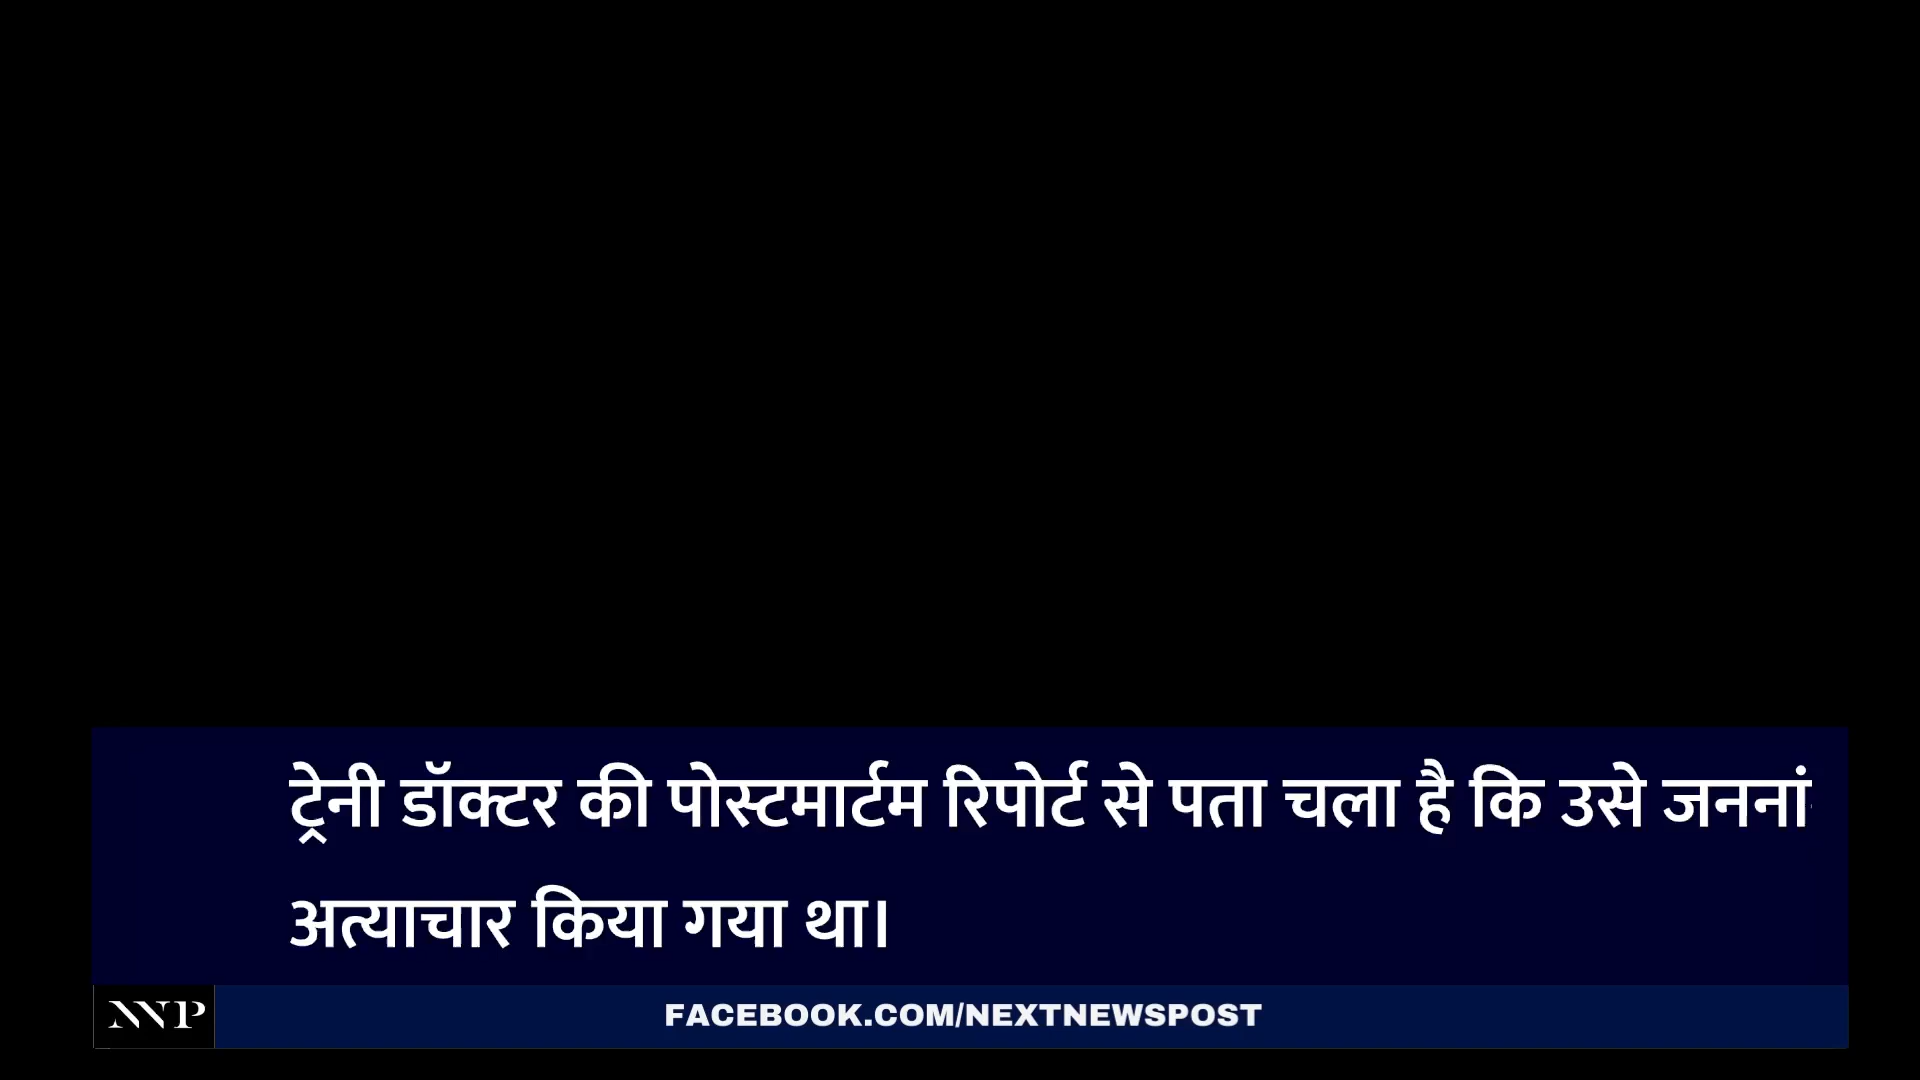 ट्रेनी डॉक्टर की पोस्टमार्टम रिपोर्ट से पता चला है कि उसे
अत्याचार किया गया था।
NNP
FACEBOOK.COM/NEXTNEWSPOST